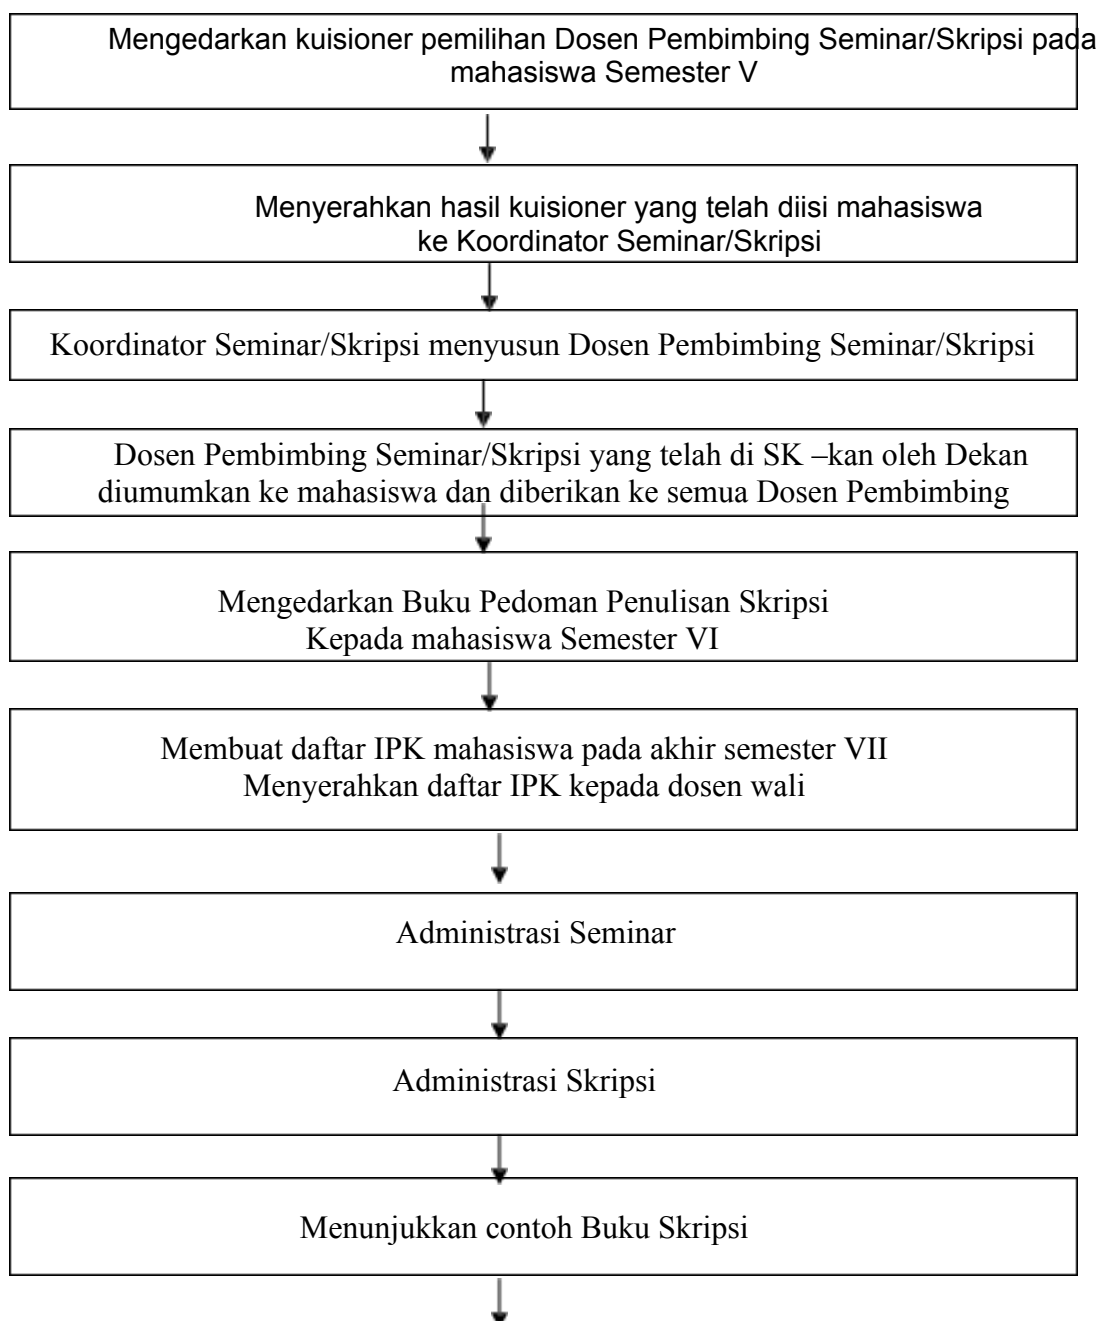 Mengedarkan kuisioner pemilihan Dosen Pembimbing Seminar/Skripsi pada
mahasiswa Semester V
Menyerahkan hasil kuisioner yang telah diisi mahasiswa
ke Koordinator Seminar/Skripsi
Koordinator Seminar/Skripsi menyusun Dosen Pembimbing Seminar/Skripsi
Dosen Pembimbing Seminar/Skripsi yang telah di SK –kan oleh Dekan
diumumkan ke mahasiswa dan diberikan ke semua Dosen Pembimbing
Mengedarkan Buku Pedoman Penulisan Skripsi
Kepada mahasiswa Semester VI
Membuat daftar IPK mahasiswa pada akhir semester VII
Menyerahkan daftar IPK kepada dosen wali
Administrasi Seminar
Administrasi Skripsi
Menunjukkan contoh Buku Skripsi